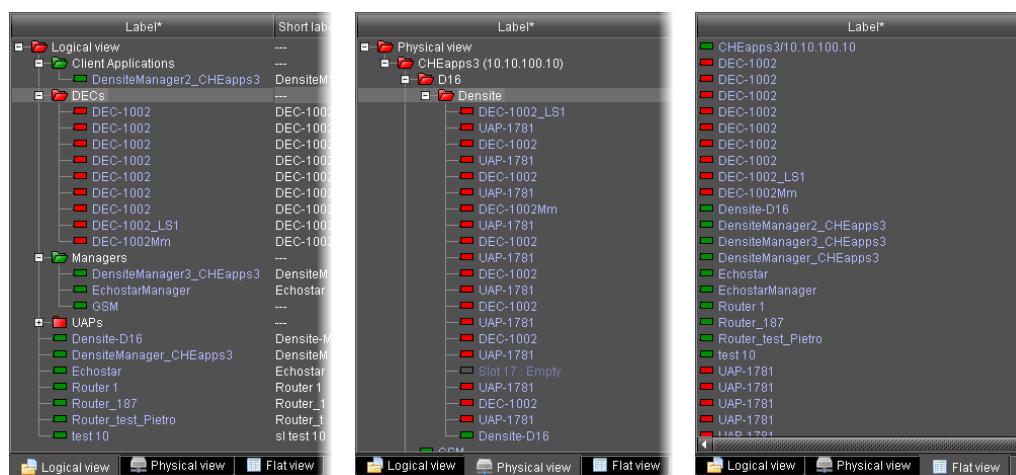 Label*
Short lab
Logical view
---
Client Applications
---
DensiteManager2_CHEapps3
DensiteM
DECs
---
DEC-1002
DEC-1002
DEC-1002
DEC-1002
DEC-1002
DEC-1002
DEC-1002
DEC-1002
DEC-1002
DEC-1002
DEC-1002
DEC-1002
DEC-1002
DEC-1002
DEC-1002_LS1
DEC-1002
DEC-1002Mm
DEC-1002
Managers
---
DensiteManager3_CHEapps3
DensiteM
EchostarManager
Echostar
GSM
---
UAPs
---
Densite-D16
Densite-M
DensiteManager_CHEapps3
DensiteM
Echostar
Echostar
Router 1
Router 1
Router_187
Router_1
Router_test_Pietro
Router_t
test 10
sl test 10
Logical view
Physical view
Flat view
Label*
Physical view
CHEapps3 (10.10.100.10)
D16
Densite
DEC-1002_LS1
UAP-1781
DEC-1002
UAP-1781
DEC-1002
UAP-1781
DEC-1002Mm
UAP-1781
DEC-1002
UAP-1781
DEC-1002
UAP-1781
DEC-1002
UAP-1781
DEC-1002
UAP-1781
Slot 17 : Empty
UAP-1781
DEC-1002
UAP-1781
Densite-D16
GSM
Logical view
Physical view
Flat view
Label*
CHEapps3/10.10.100.10
DEC-1002
DEC-1002
DEC-1002
DEC-1002
DEC-1002
DEC-1002
DEC-1002
DEC-1002_LS1
DEC-1002Mm
Densite-D16
DensiteManager2_CHEapps3
DensiteManager3_CHEapps3
DensiteManager_CHEapps3
Echostar
EchostarManager
Router 1
Router_187
Router_test_Pietro
test 10
UAP-1781
UAP-1781
UAP-1781
UAP-1781
UAP-1781
Logical view
Physical view
Flat view